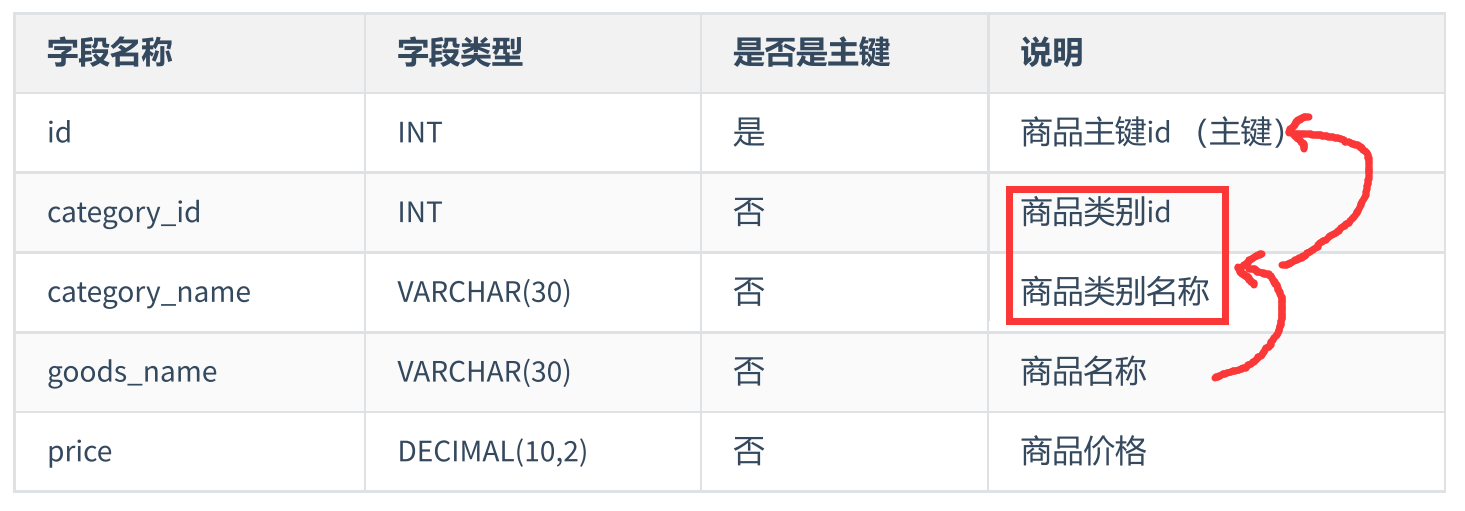 字段名称 字段类型 是否是主键 说明
id INT 是 商品主键id （主键）
category_id INT 否 商品类别id
category_name VARCHAR(30) 否 商品类别名称
goods_name VARCHAR(30) 否 商品名称
price DECIMAL(10,2) 否 商品价格